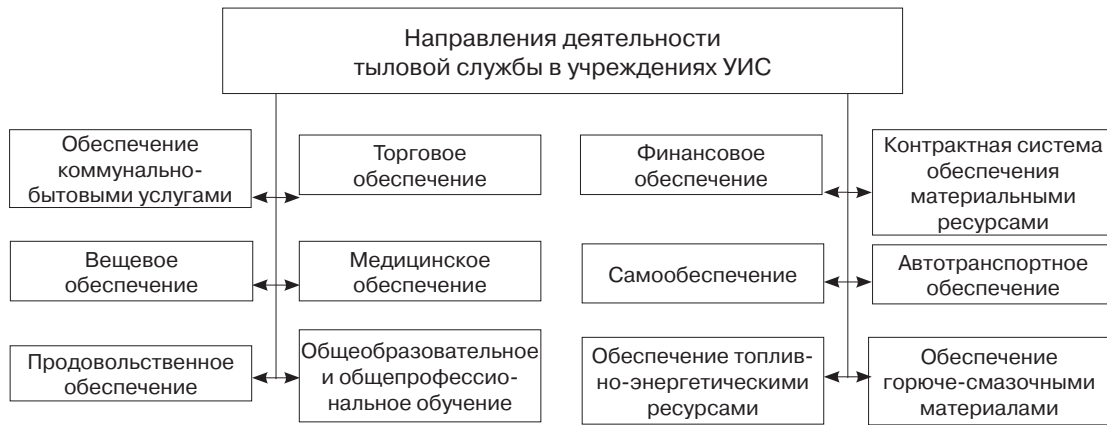 Направления деятельности
тыловой службы в учреждениях УИС
Обеспечение
коммунально-
бытовыми услугами
Торговое
обеспечение
Финансовое
обеспечение
Контрактная система
обеспечения
материальными
ресурсами
Вещевое
обеспечение
Медицинское
обеспечение
Самообеспечение
Автотранспортное
обеспечение
Продовольственное
обеспечение
Общеобразовательное
и общепрофессио-
нальное обучение
Обеспечение топлив-
но-энергетическими
ресурсами
Обеспечение
горюче-смазочными
материалами